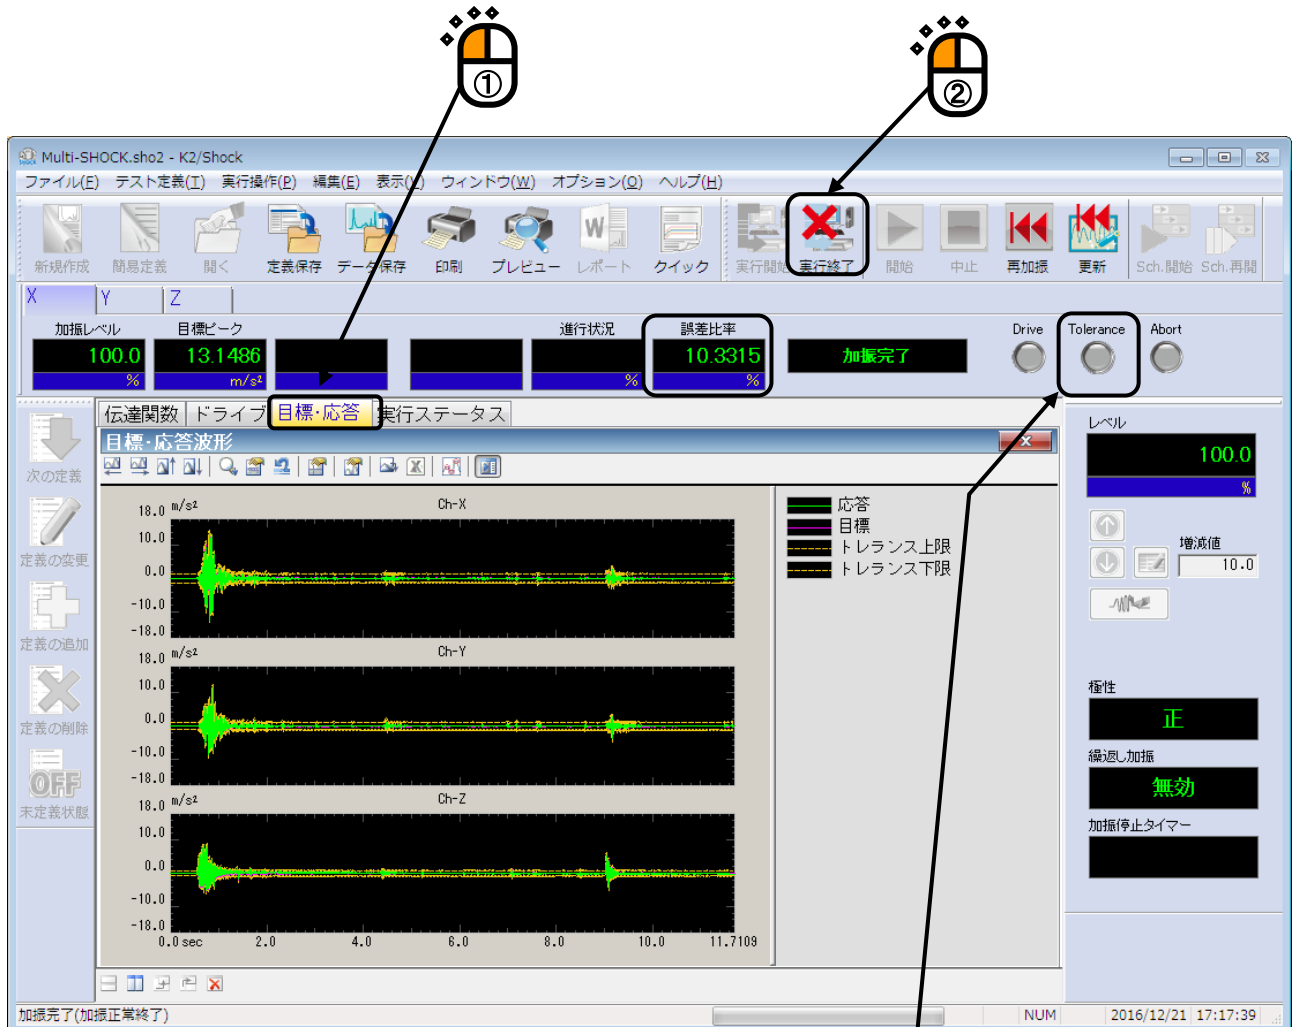 ①
②
Multi-SHOCK.sho2 - K2/Shock
ファイル(F) テスト定義(T) 実行操作(P) 編集(E) 表示(V) ウィンドウ(W) オプション(O) ヘルプ(H)
新規作成 簡易定義 開く 定義保存 データ保存 印刷 プレビュー レポート クイック 実行開始 実行終了 開始 中止 再加振 更新 Sch.開始 Sch.再開
X Y Z
加振レベル 目標ピーク 進行状況 誤差比率 Drive Tolerance Abort
100.0 13.1486 10.3315 加振完了
% m/s² % %
伝達関数 ドライブ 目標・応答 実行ステータス
目標・応答波形
次の定義
定義の変更
定義の追加
定義の削除
OFF
未定義状態
18.0 m/s² Ch-X
10.0
0.0
-10.0
-18.0
18.0 m/s² Ch-Y
10.0
0.0
-10.0
-18.0
18.0 m/s² Ch-Z
10.0
0.0
-10.0
-18.0
0.0 sec 2.0 4.0 6.0 8.0 10.0 11.7109
応答
目標
トレランス上限
トレランス下限
レベル
100.0
%
増減値
10.0
極性
正
繰返し加振
無効
加振停止タイマー
加振完了(加振正常終了) NUM 2016/12/21 17:17:39